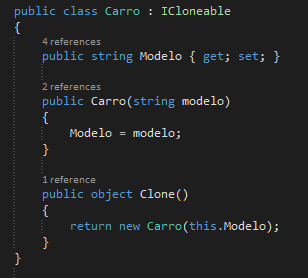 public class Carro : ICloneable
{
4 references
public string Modelo { get; set; }
2 references
public Carro(string modelo)
{
Modelo = modelo;
}
1 reference
public object Clone()
{
return new Carro(this.Modelo);
}
}